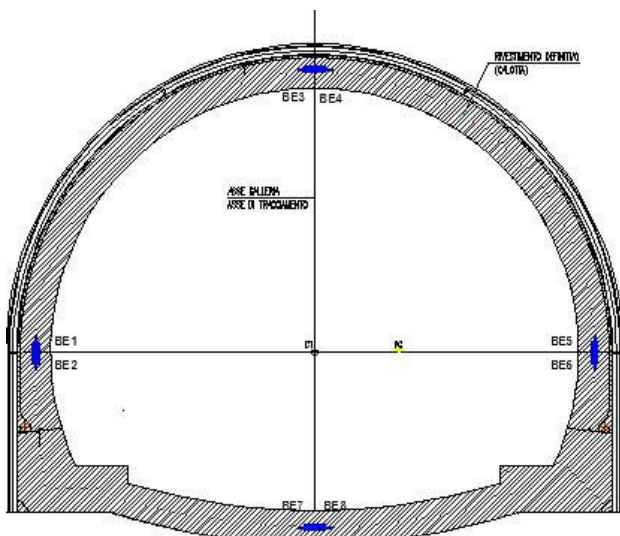 RIVESTIMENTO DEFINITIVO
(CALOTTA)
BE3 BE4
ASSE GALLERIA
ASSE DI TRACCIAMENTO
BE1
BE2
BE5
BE6
BE7 BE8